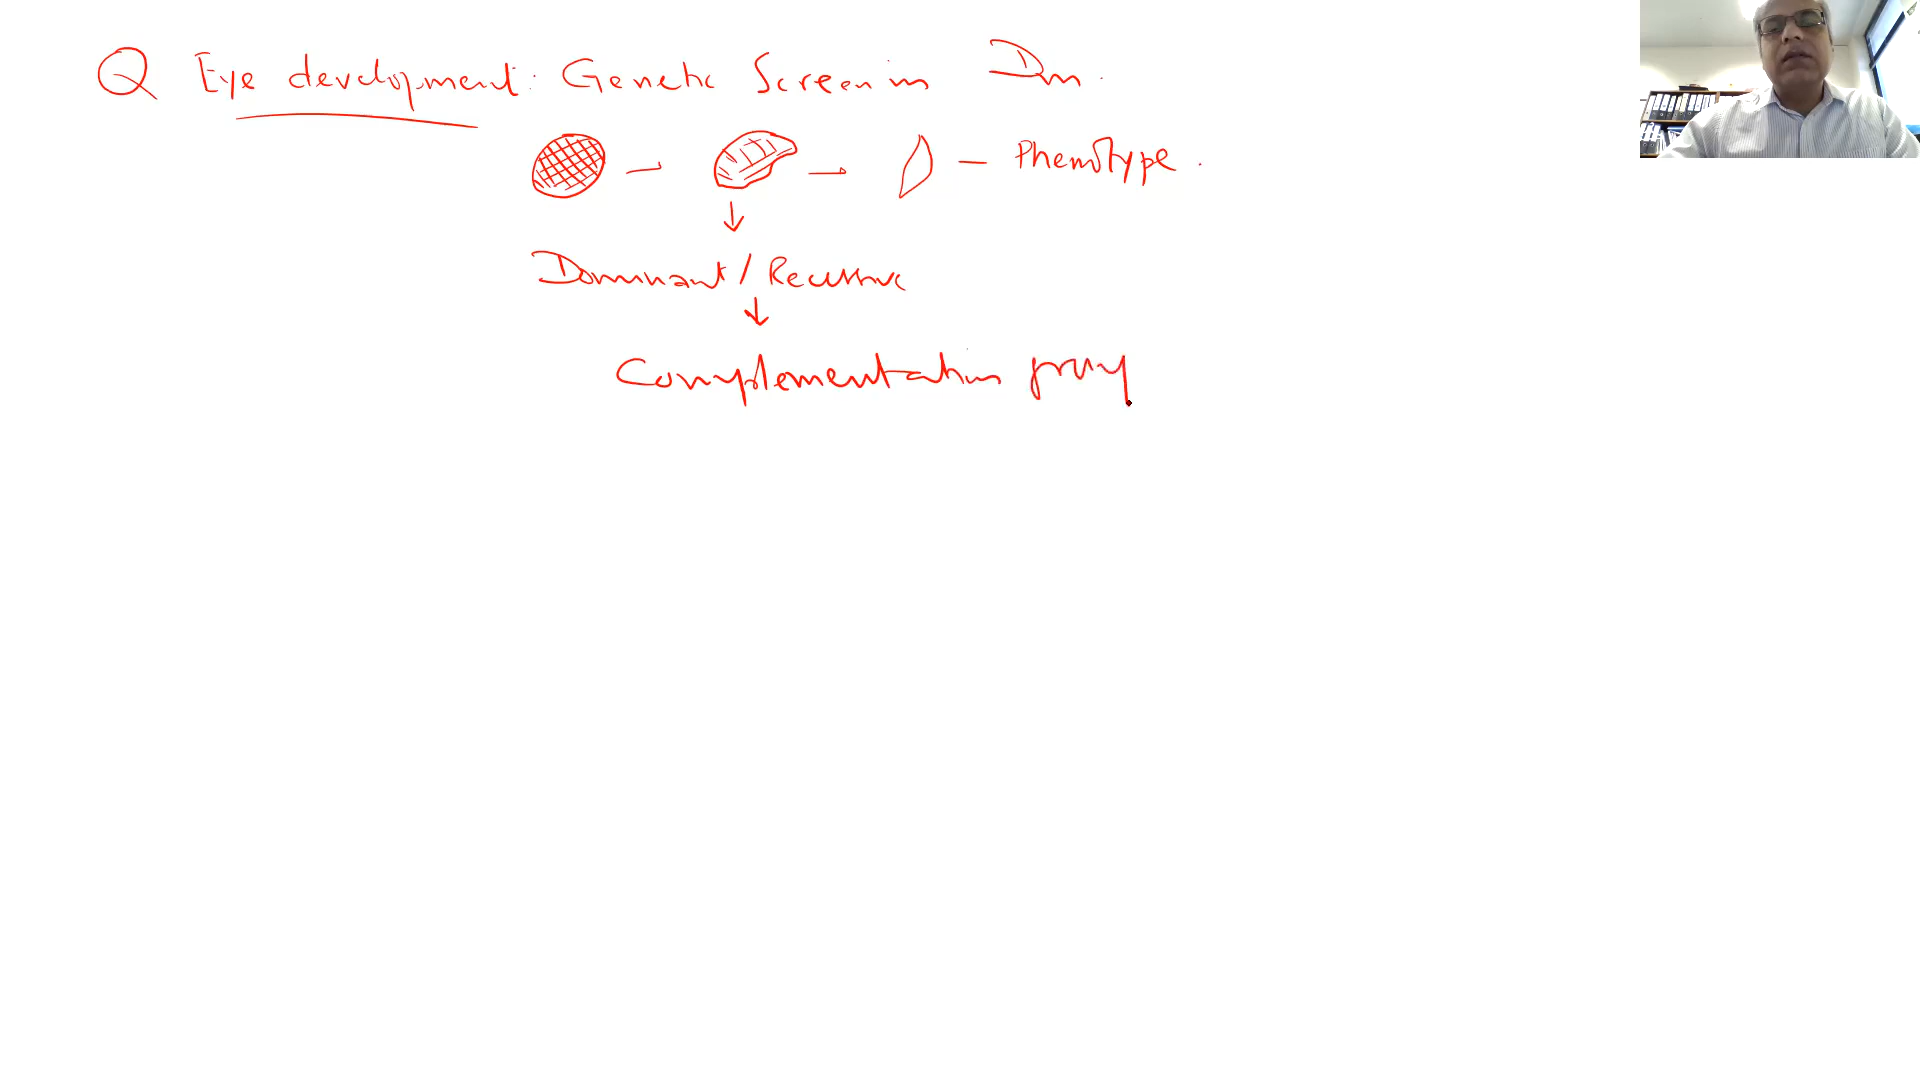 Q Eye development: Genetic Screen in Dm.
– Phenotype.
Dominant / Recessive
Complementation group